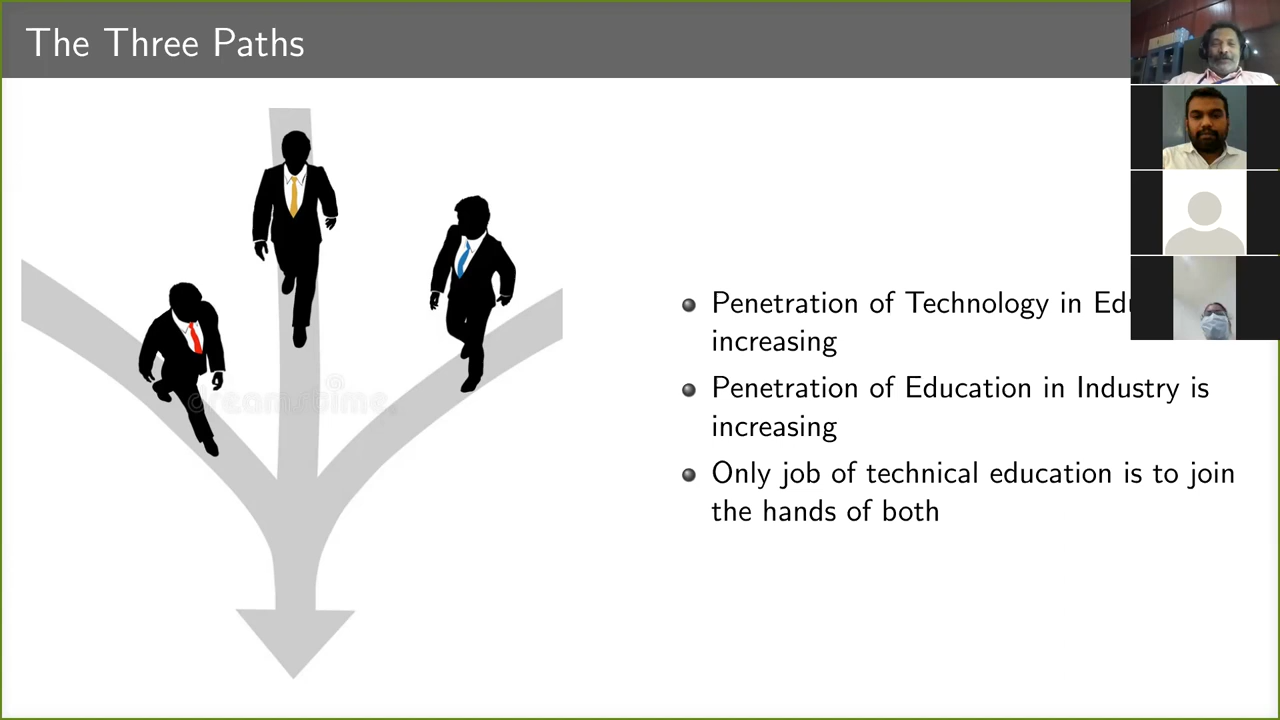 The Three Paths
Penetration of Technology in
increasing
Penetration of Education in Industry is
increasing
Only job of technical education is to join
the hands of both
dreamstime.